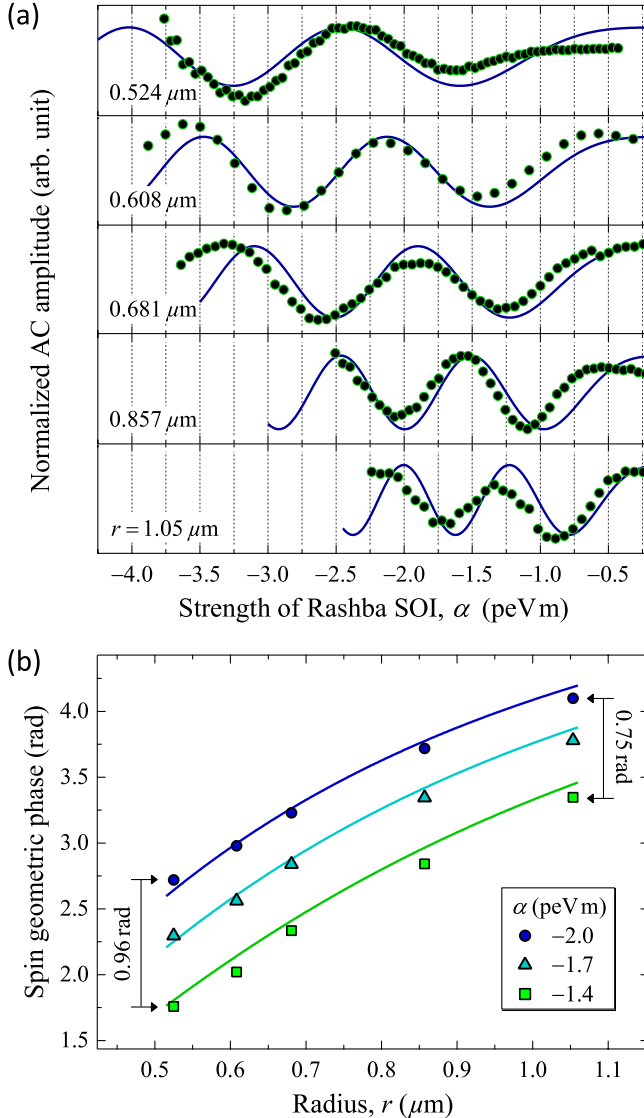 (a)
Normalized AC amplitude (arb. unit)
0.524 μm
0.608 μm
0.681 μm
0.857 μm
r = 1.05 μm
−4.0 −3.5 −3.0 −2.5 −2.0 −1.5 −1.0 −0.5
Strength of Rashba SOI, α (peVm)
(b)
Spin geometric phase (rad)
4.0
3.5
3.0
2.5
2.0
1.5
0.96 rad
0.75 rad
α (peVm)
−2.0
−1.7
−1.4
0.5 0.6 0.7 0.8 0.9 1.0 1.1
Radius, r (μm)